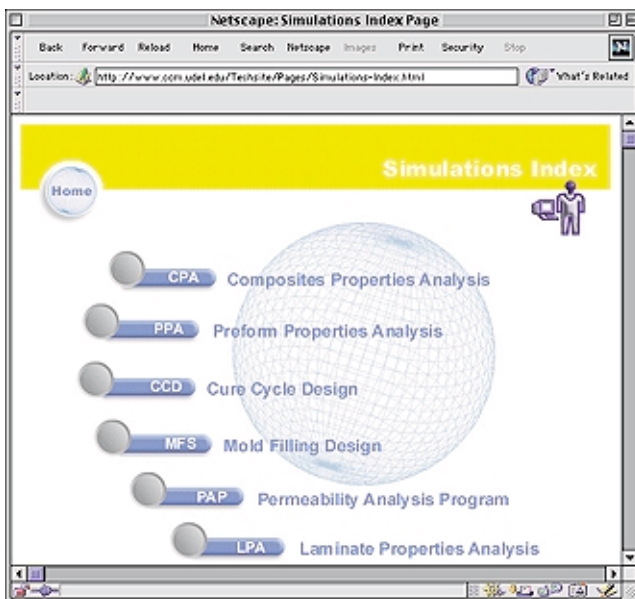 Netscape: Simulations Index Page
Back Forward Reload Home Search Netscape Images Print Security Stop
N
Location: http://www.ccm.udel.edu/Techsite/Pages/Simulations-Index.html What's Related
Simulations Index
Home
CPA Composites Properties Analysis
PPA Preform Properties Analysis
CCD Cure Cycle Design
MFS Mold Filling Design
PAP Permeability Analysis Program
LPA Laminate Properties Analysis